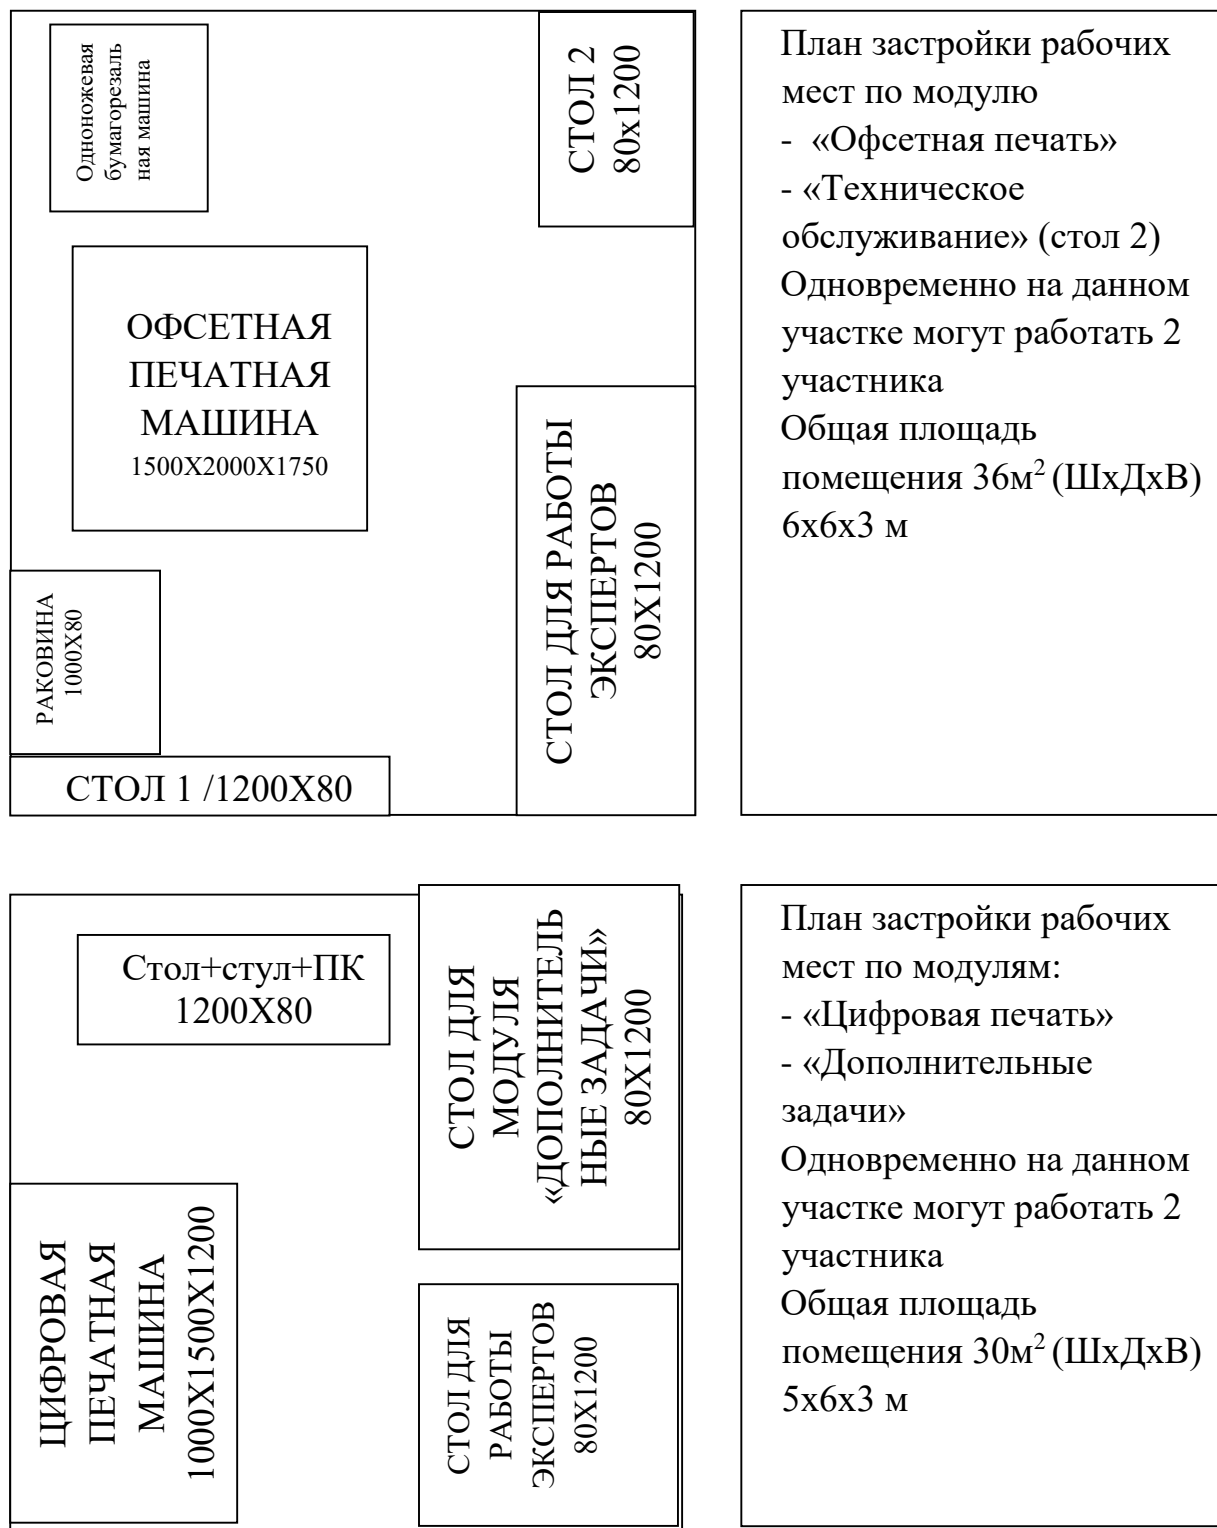 Одноножевая
бумагорезаль
ная машина
СТОЛ 2
80х1200
ОФСЕТНАЯ
ПЕЧАТНАЯ
МАШИНА
1500Х2000Х1750
СТОЛ ДЛЯ РАБОТЫ
ЭКСПЕРТОВ
80Х1200
РАКОВИНА
1000Х80
СТОЛ 1 /1200Х80
План застройки рабочих
мест по модулю
- «Офсетная печать»
- «Техническое
обслуживание» (стол 2)
Одновременно на данном
участке могут работать 2
участника
Общая площадь
помещения 36м² (ШхДхВ)
6х6х3 м
Стол+стул+ПК
1200Х80
СТОЛ ДЛЯ
МОДУЛЯ
«ДОПОЛНИТЕЛЬ
НЫЕ ЗАДАЧИ»
80Х1200
ЦИФРОВАЯ
ПЕЧАТНАЯ
МАШИНА
1000Х1500Х1200
СТОЛ ДЛЯ
РАБОТЫ
ЭКСПЕРТОВ
80Х1200
План застройки рабочих
мест по модулям:
- «Цифровая печать»
- «Дополнительные
задачи»
Одновременно на данном
участке могут работать 2
участника
Общая площадь
помещения 30м² (ШхДхВ)
5х6х3 м